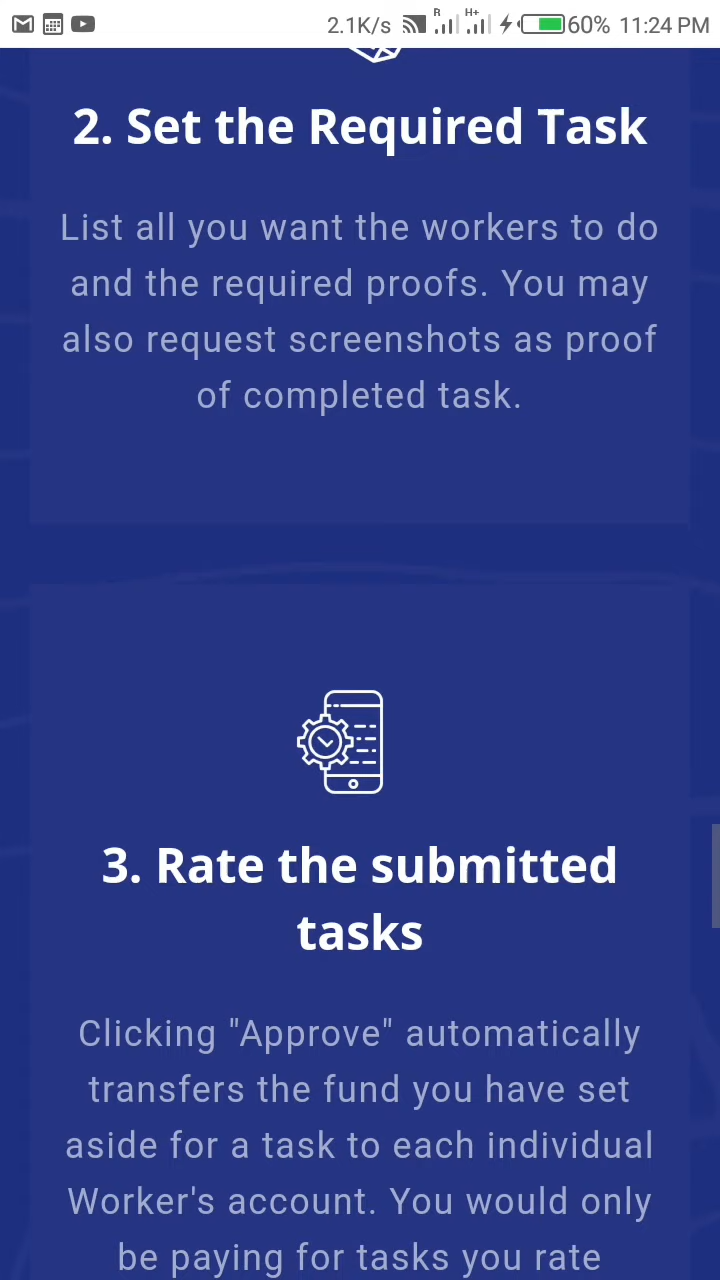 2.1K/s R H+ 60% 11:24 PM
2. Set the Required Task
List all you want the workers to do
and the required proofs. You may
also request screenshots as proof
of completed task.
3. Rate the submitted
tasks
Clicking "Approve" automatically
transfers the fund you have set
aside for a task to each individual
Worker's account. You would only
be paying for tasks you rate